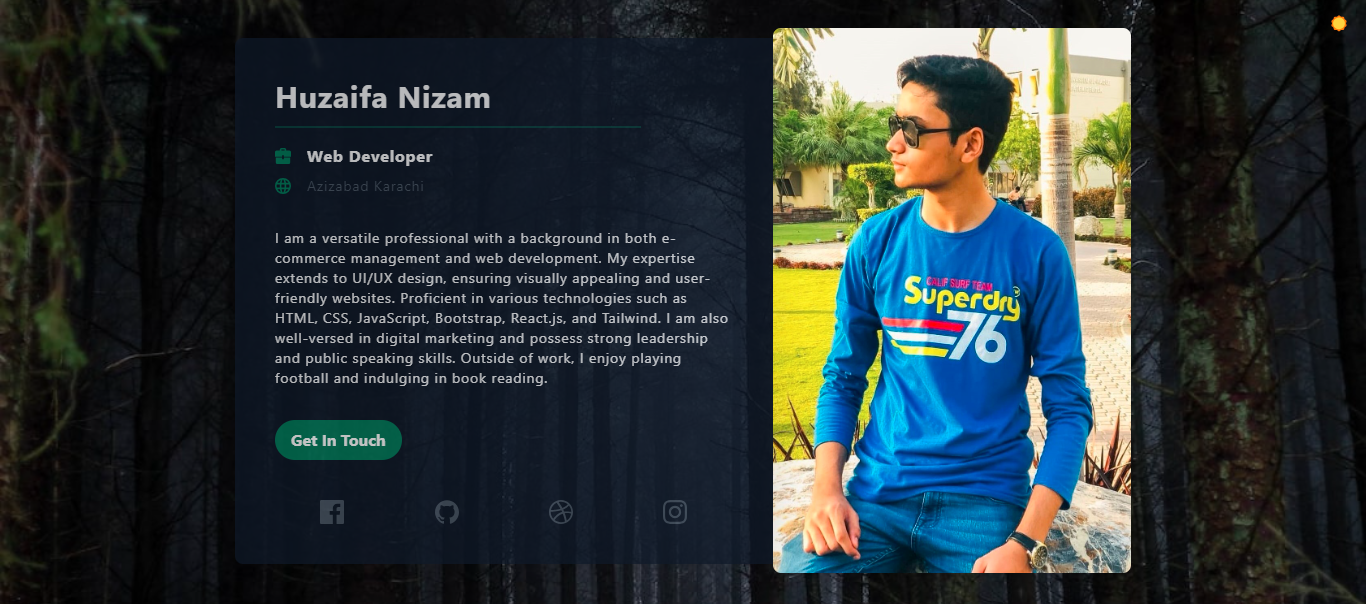 Huzaifa Nizam
Web Developer
Azizabad Karachi
I am a versatile professional with a background in both e-
commerce management and web development. My expertise
extends to UI/UX design, ensuring visually appealing and user-
friendly websites. Proficient in various technologies such as
HTML, CSS, JavaScript, Bootstrap, React.js, and Tailwind. I am also
well-versed in digital marketing and possess strong leadership
and public speaking skills. Outside of work, I enjoy playing
football and indulging in book reading.
Get In Touch
CALIF SURF TEAM
Superdry
76